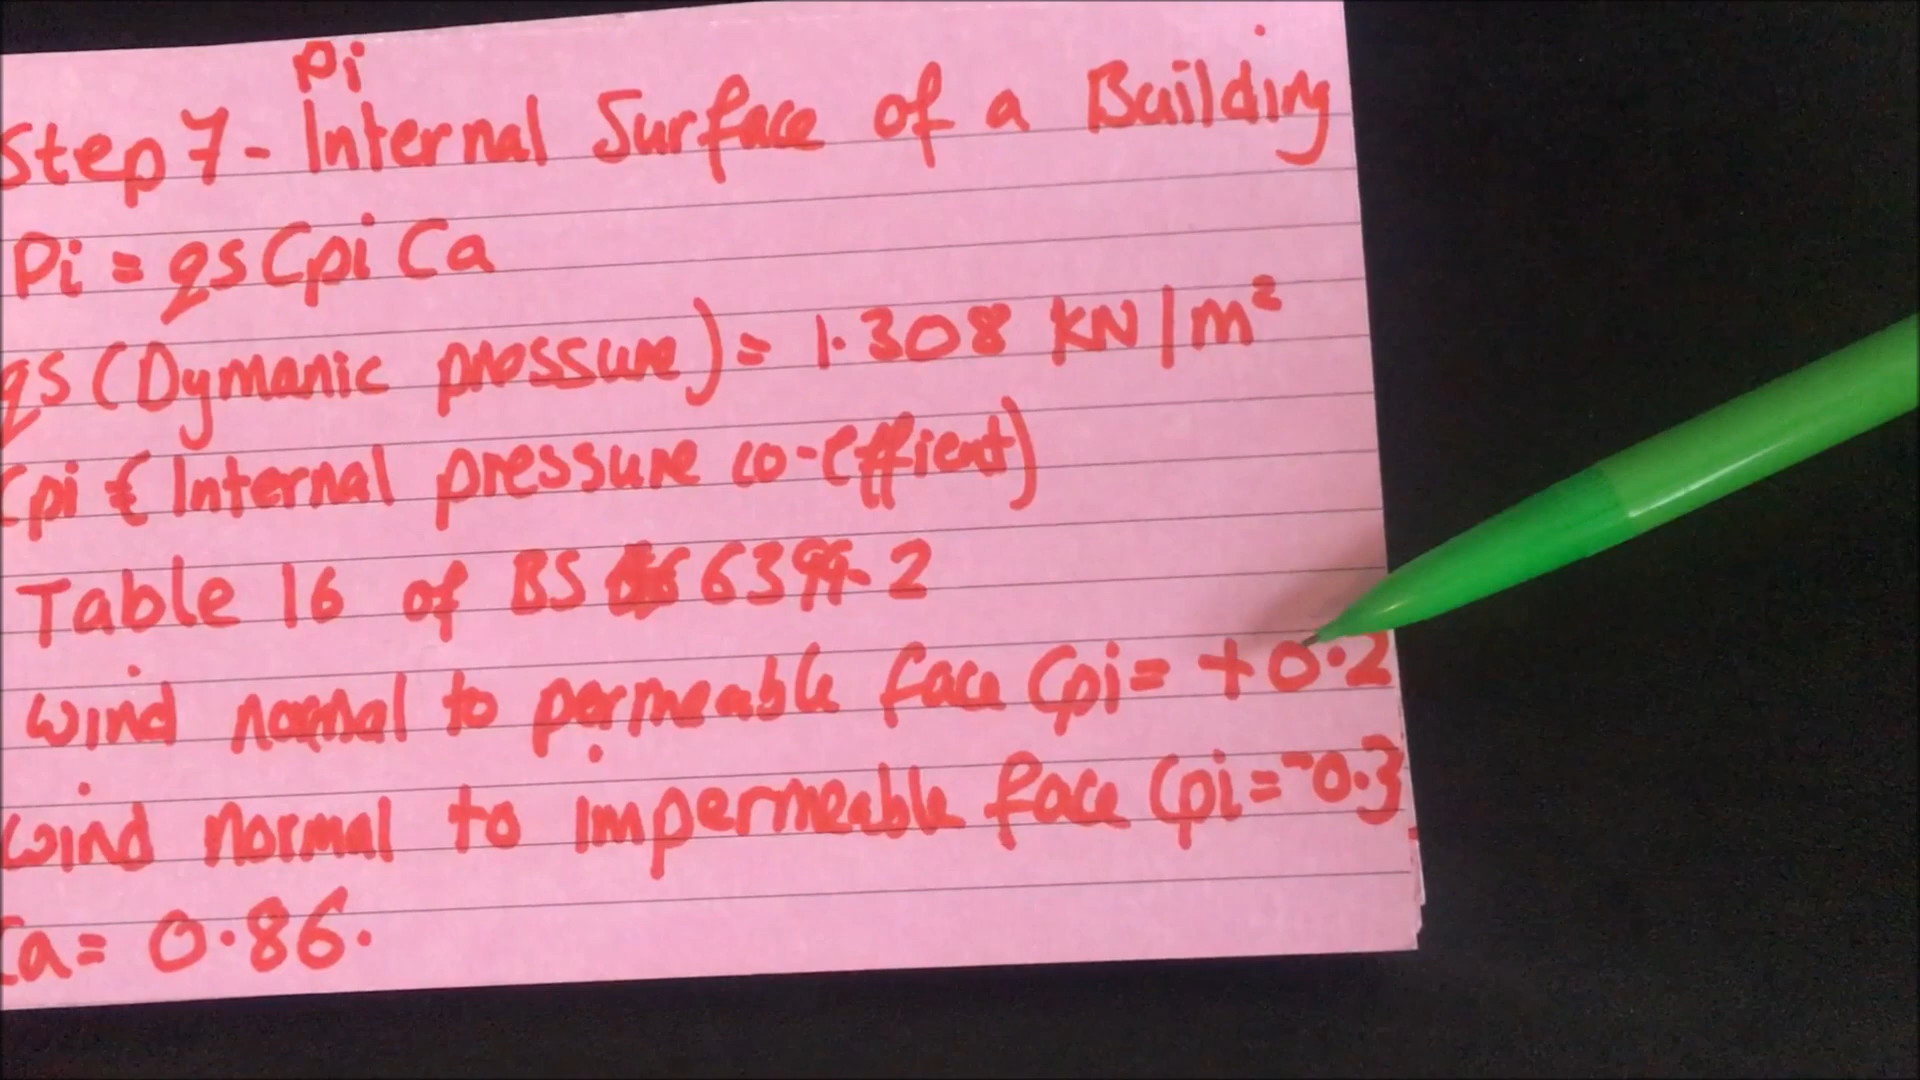 Pi
Step 7 - Internal Surface of a Building
Pi = qs Cpi Ca
qs (Dymanic pressure) = 1.308 KN/m²
Cpi (Internal pressure co-effient)
Table 16 of BS 6399-2
Wind normal to permeable face Cpi = +0.2
Wind normal to impermeable face Cpi = -0.3
Ca = 0.86.